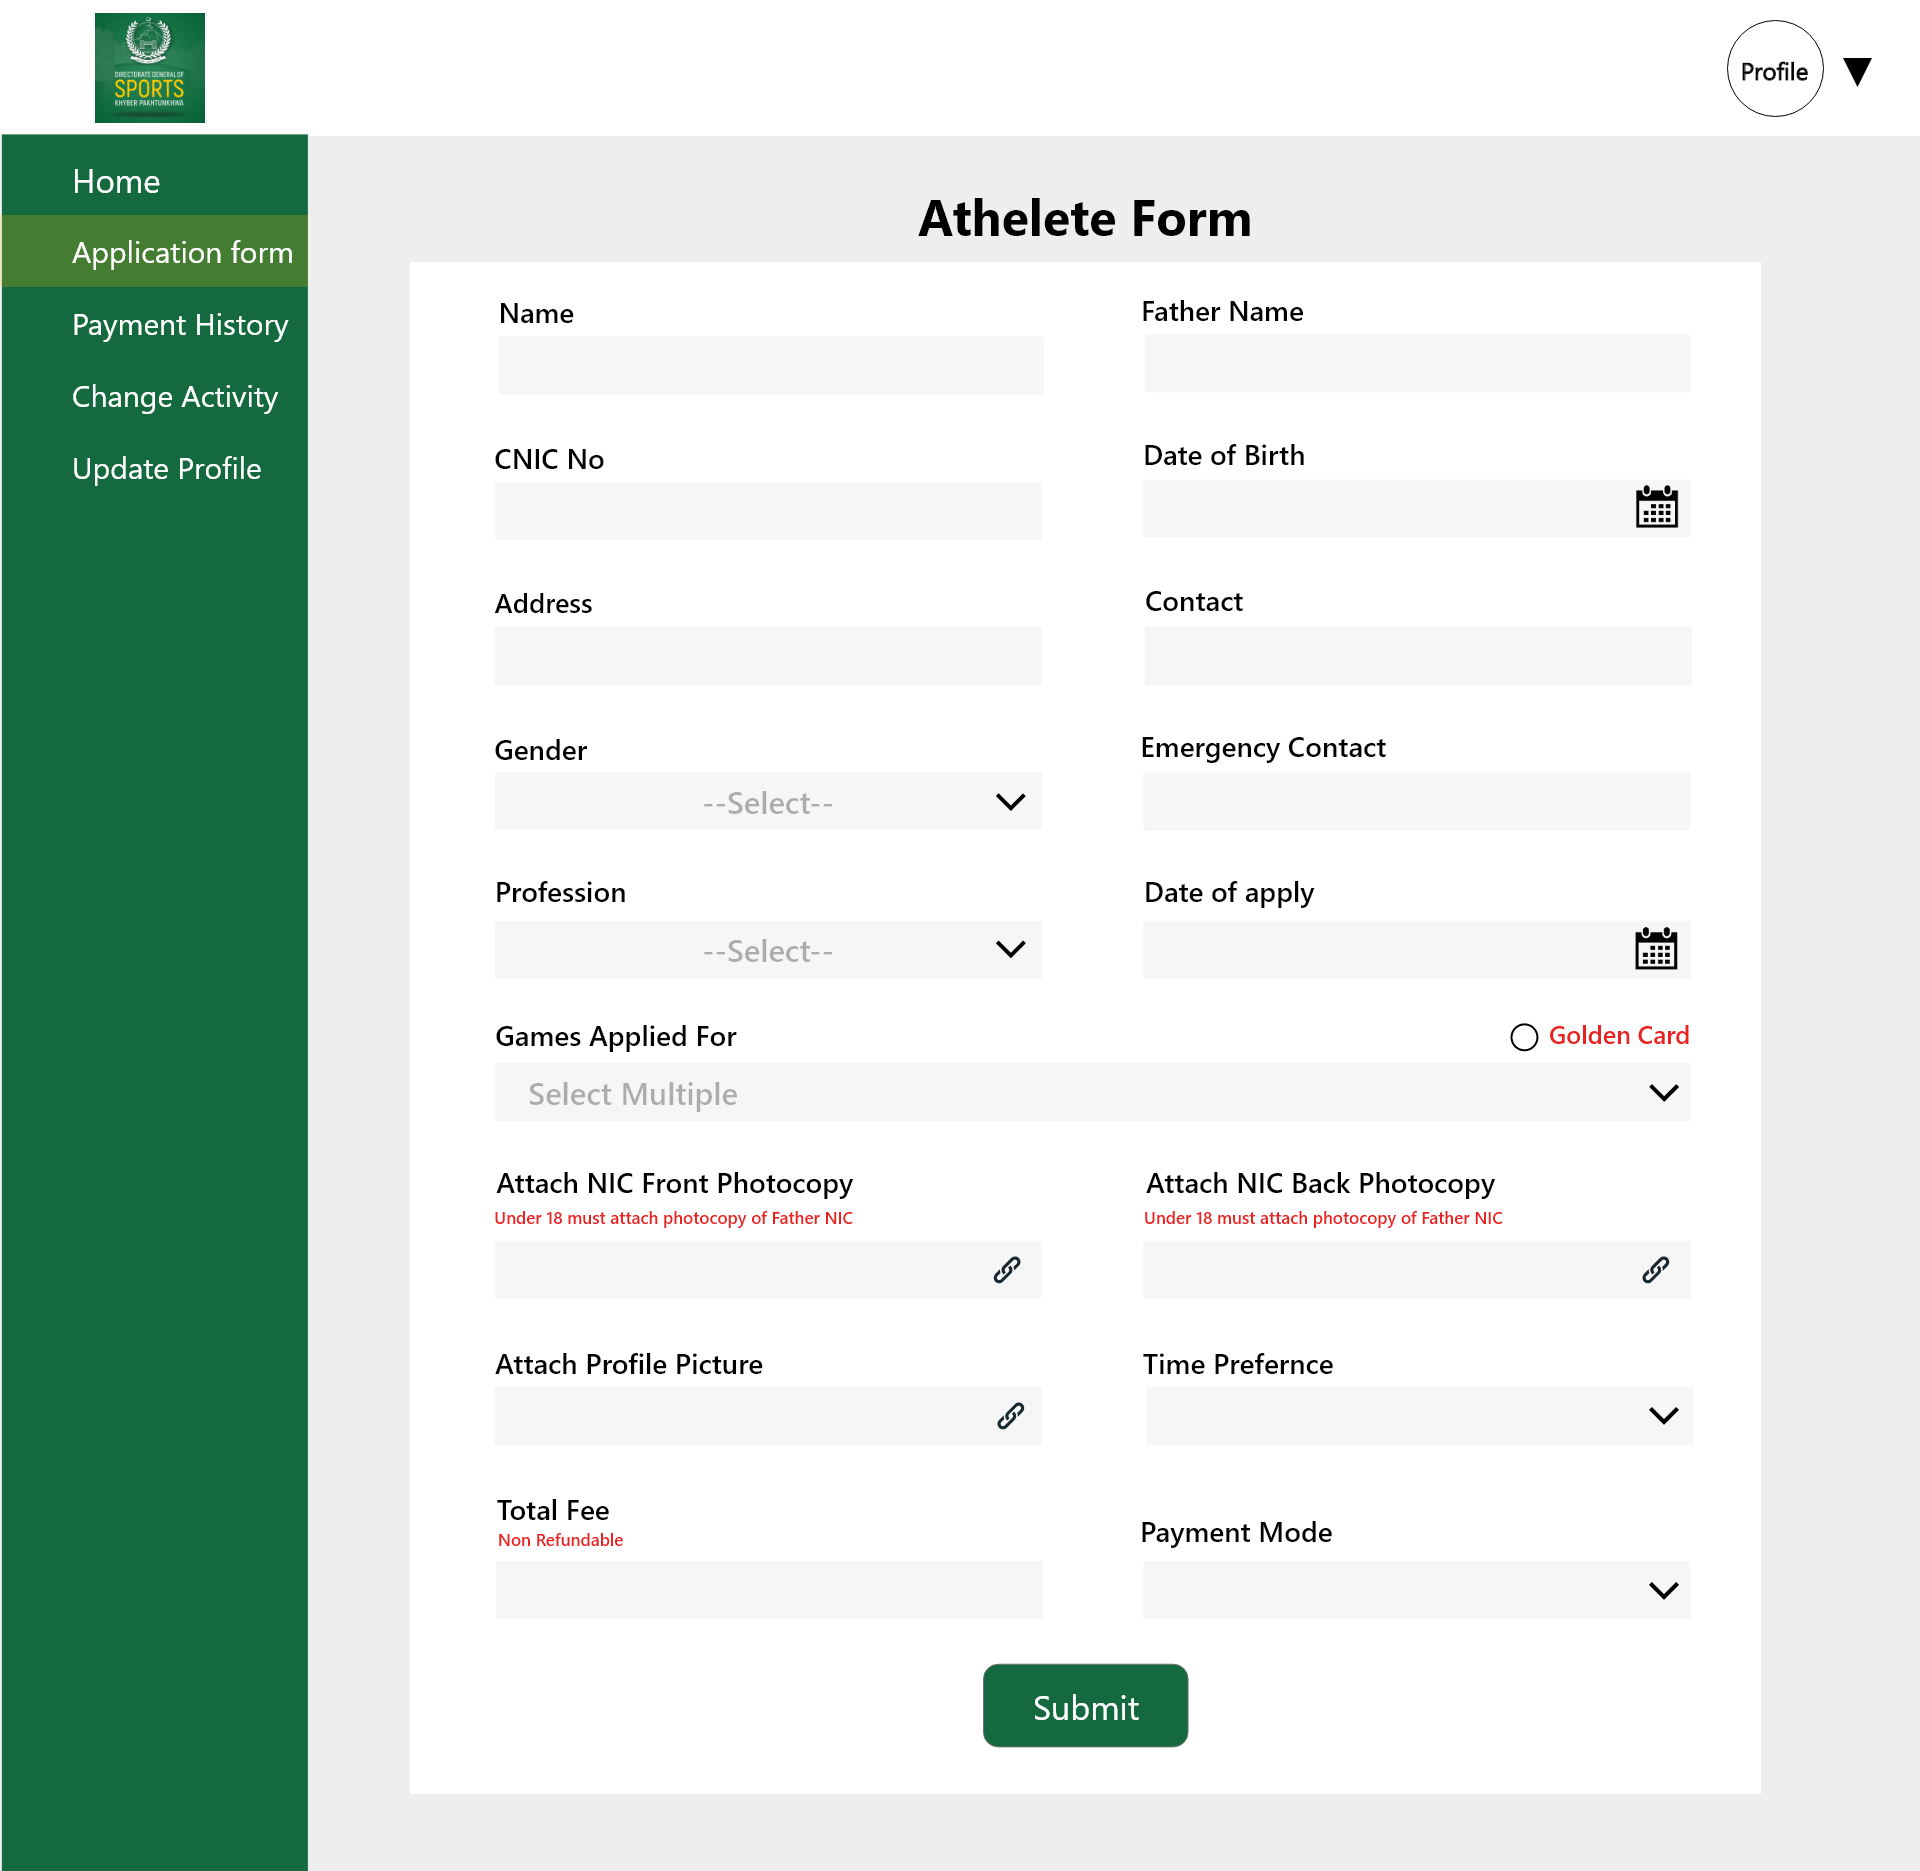 DIRECTORATE GENERAL OF
SPORTS
KHYBER PAKHTUNKHWA
Profile
Home
Application form
Payment History
Change Activity
Update Profile
Athelete Form
Name
Father Name
CNIC No
Date of Birth
Address
Contact
Gender
--Select--
Emergency Contact
Profession
--Select--
Date of apply
Games Applied For
Golden Card
Select Multiple
Attach NIC Front Photocopy
Under 18 must attach photocopy of Father NIC
Attach NIC Back Photocopy
Under 18 must attach photocopy of Father NIC
Attach Profile Picture
Time Prefernce
Total Fee
Non Refundable
Payment Mode
Submit